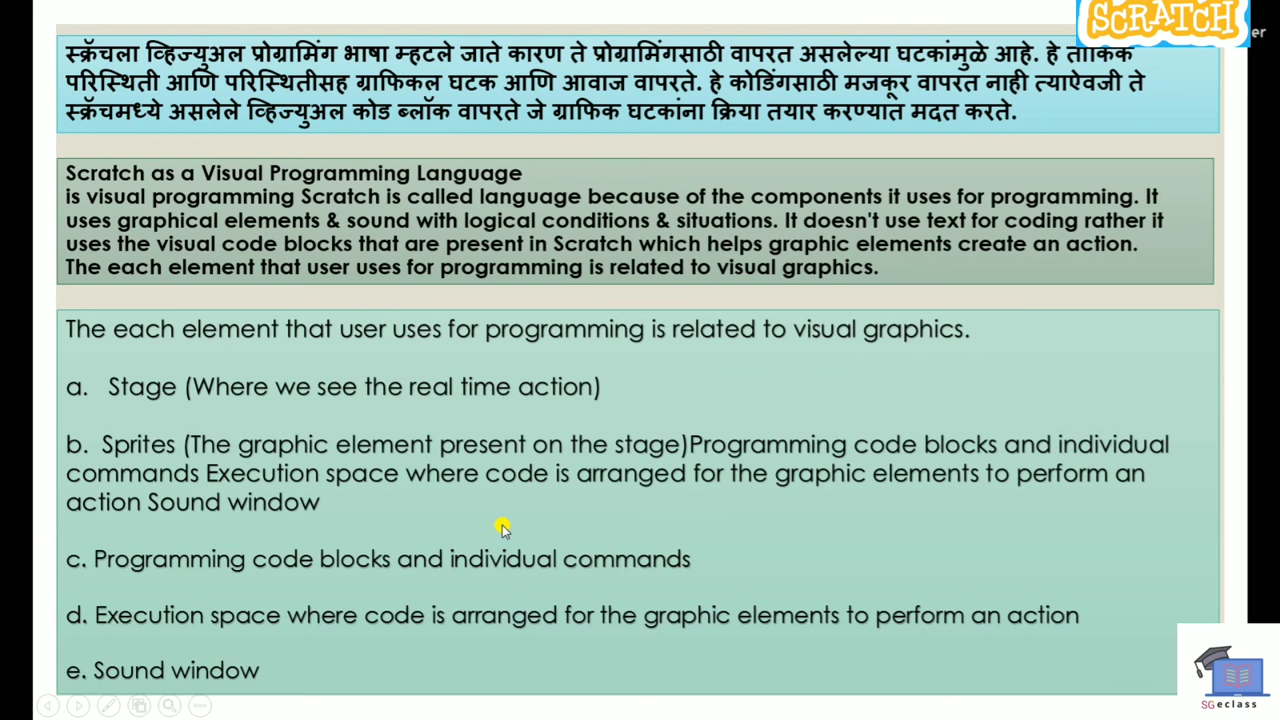 SCRATCH
er
स्क्रॅचला व्हिज्युअल प्रोग्रामिंग भाषा म्हटले जाते कारण ते प्रोग्रामिंगसाठी वापरत असलेल्या घटकांमुळे आहे. हे तार्किक
परिस्थिती आणि परिस्थितीसह ग्राफिकल घटक आणि आवाज वापरते. हे कोडिंगसाठी मजकूर वापरत नाही त्याऐवजी ते
स्क्रॅचमध्ये असलेले व्हिज्युअल कोड ब्लॉक वापरते जे ग्राफिक घटकांना क्रिया तयार करण्यात मदत करते.
Scratch as a Visual Programming Language
is visual programming Scratch is called language because of the components it uses for programming. It
uses graphical elements & sound with logical conditions & situations. It doesn't use text for coding rather it
uses the visual code blocks that are present in Scratch which helps graphic elements create an action.
The each element that user uses for programming is related to visual graphics.
The each element that user uses for programming is related to visual graphics.
a. Stage (Where we see the real time action)
b. Sprites (The graphic element present on the stage)Programming code blocks and individual
commands Execution space where code is arranged for the graphic elements to perform an
action Sound window
c. Programming code blocks and individual commands
d. Execution space where code is arranged for the graphic elements to perform an action
e. Sound window
SGeclass